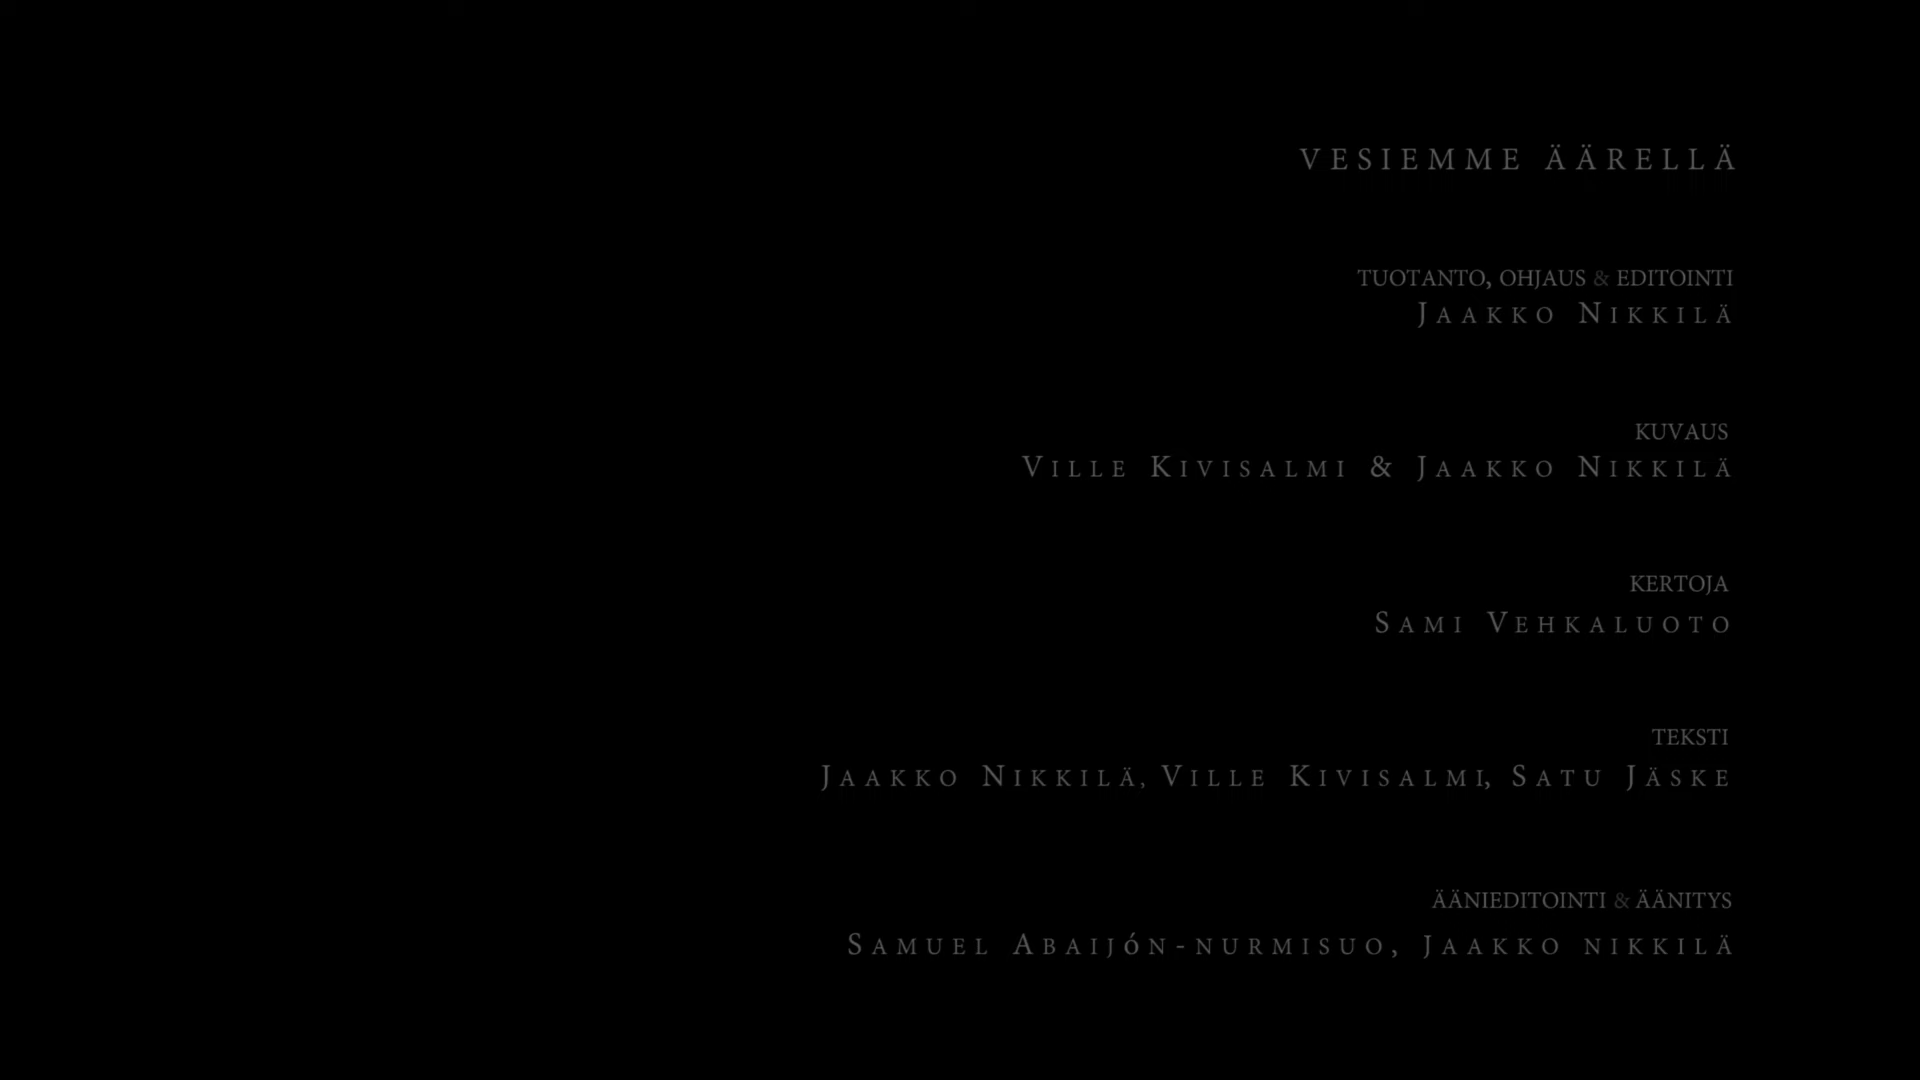 VESIEMME ÄÄRELLÄ
TUOTANTO, OHJAUS & EDITOINTI
JAAKKO NIKKILÄ
KUVAUS
VILLE KIVISALMI & JAAKKO NIKKILÄ
KERTOJA
SAMI VEHKALUOTO
TEKSTI
JAAKKO NIKKILÄ, VILLE KIVISALMI, SATU JÄSKE
ÄÄNIEDITOINTI & ÄÄNITYS
SAMUEL ABAIJÓN-NURMISUO, JAAKKO NIKKILÄ